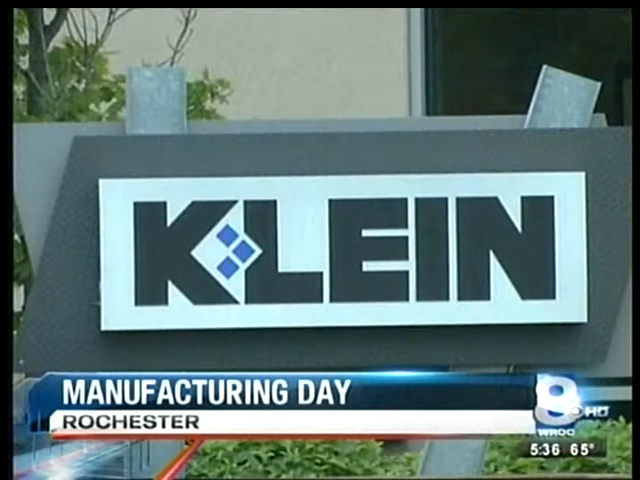 KLEIN
MANUFACTURING DAY
ROCHESTER
8 HD
WROC
5:36 65°